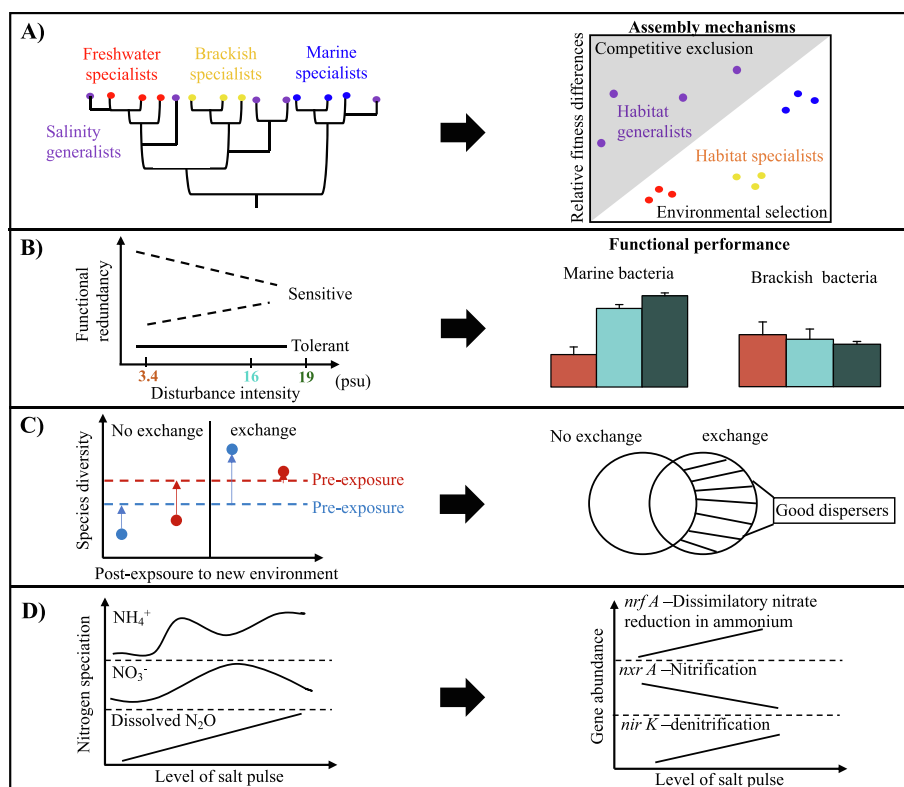 A)
Freshwater
specialists
Brackish
specialists
Marine
specialists
Salinity
generalists
Assembly mechanisms
Relative fitness differences
Competitive exclusion
Habitat
generalists
Habitat specialists
Environmental selection
B)
Functional
redundancy
Sensitive
Tolerant
3.4
16
19
(psu)
Disturbance intensity
Functional performance
Marine bacteria
Brackish bacteria
C)
Species diversity
No exchange
exchange
Pre-exposure
Pre-exposure
Post-expsoure to new environment
No exchange
exchange
Good dispersers
D)
Nitrogen speciation
NH₄⁺
NO₃⁻
Dissolved N₂O
Level of salt pulse
Gene abundance
nrf A –Dissimilatory nitrate
reduction in ammonium
nxr A –Nitrification
nir K –denitrification
Level of salt pulse